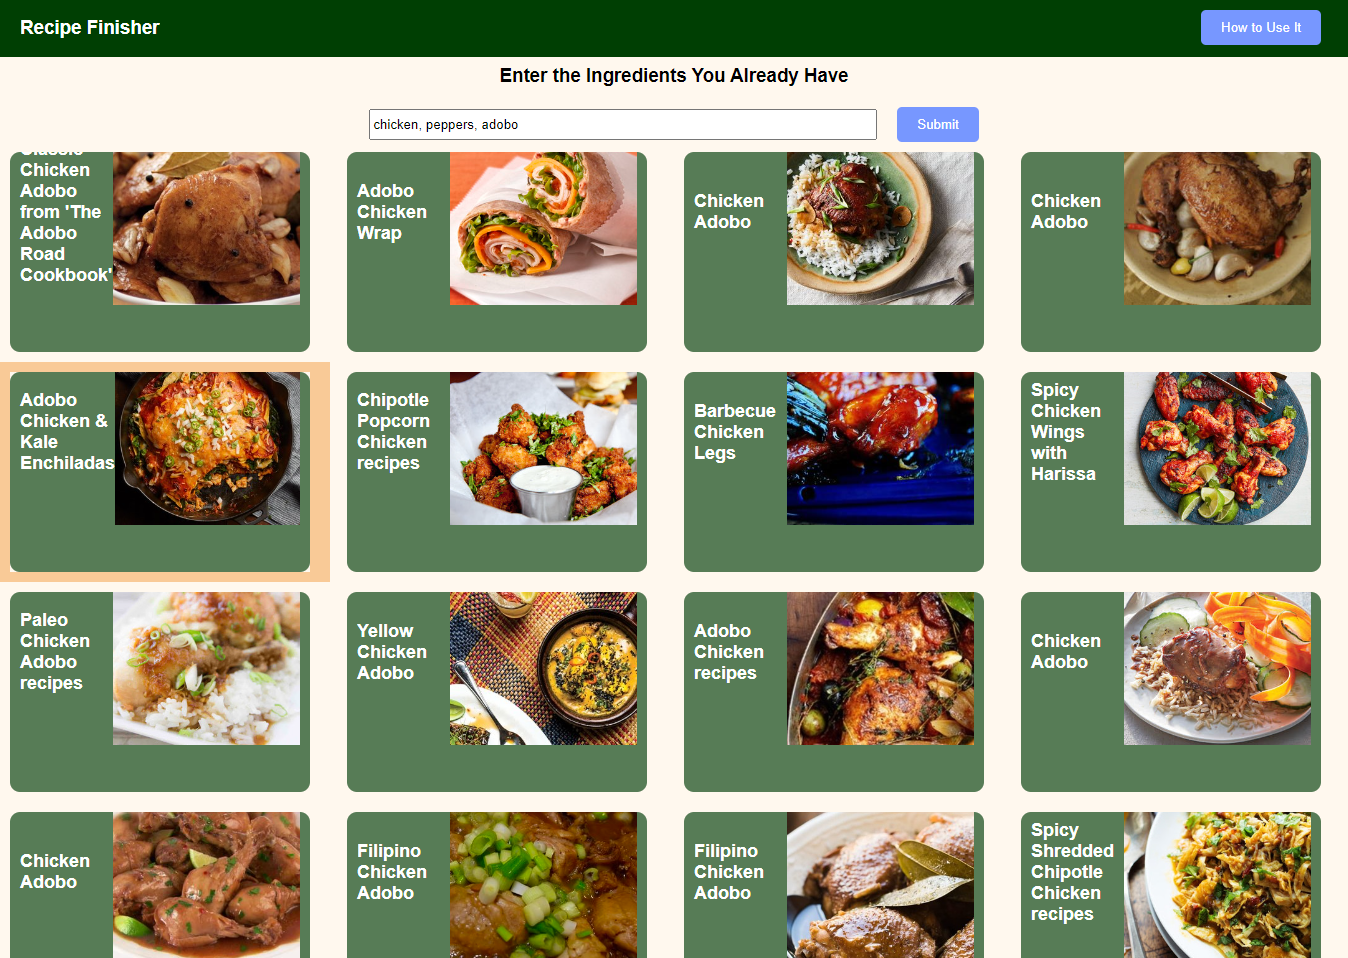 Recipe Finisher
How to Use It
Enter the Ingredients You Already Have
chicken, peppers, adobo
Submit
Classic
Chicken
Adobo
from 'The
Adobo
Road
Cookbook'
Adobo
Chicken
Wrap
Chicken
Adobo
Chicken
Adobo
Adobo
Chicken &
Kale
Enchiladas
Chipotle
Popcorn
Chicken
recipes
Barbecue
Chicken
Legs
Spicy
Chicken
Wings
with
Harissa
Paleo
Chicken
Adobo
recipes
Yellow
Chicken
Adobo
Adobo
Chicken
recipes
Chicken
Adobo
Chicken
Adobo
Filipino
Chicken
Adobo
Filipino
Chicken
Adobo
Spicy
Shredded
Chipotle
Chicken
recipes